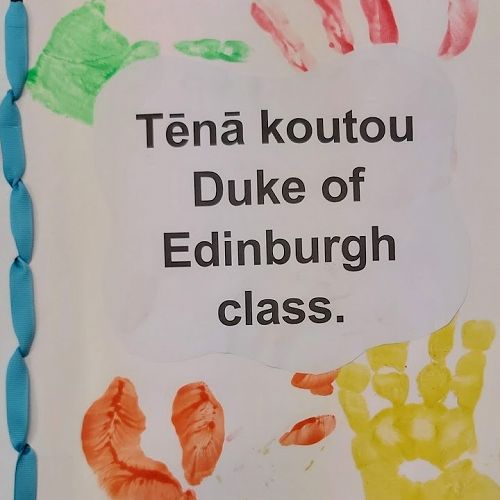 Tēnā koutou
Duke of
Edinburgh
class.